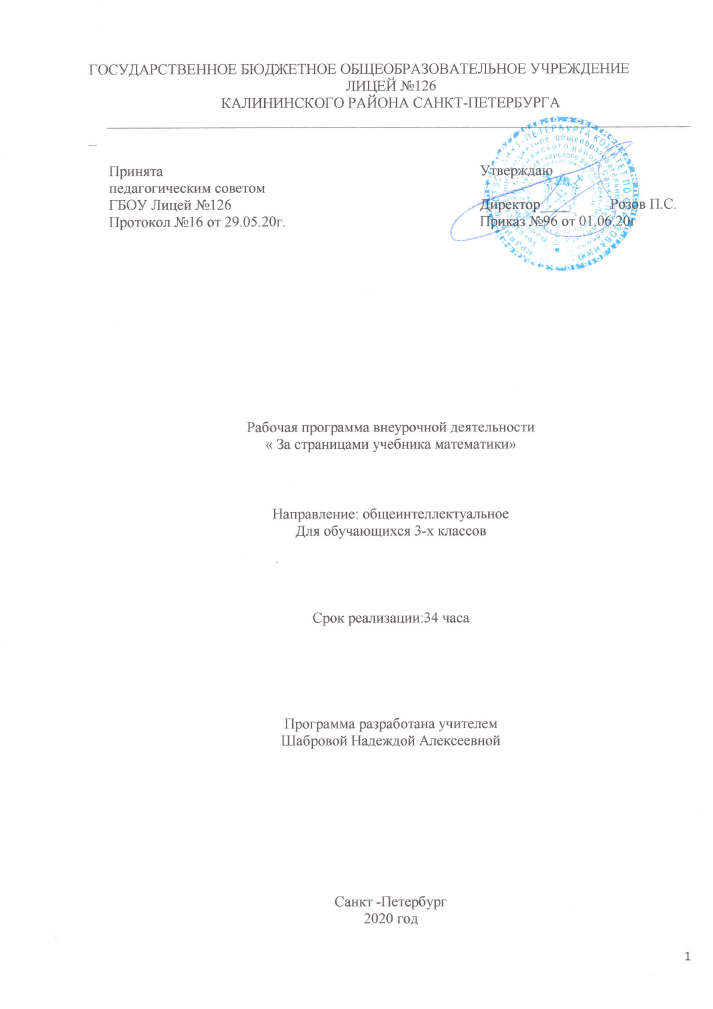 ГОСУДАРСТВЕННОЕ БЮДЖЕТНОЕ ОБЩЕОБРАЗОВАТЕЛЬНОЕ УЧРЕЖДЕНИЕ
ЛИЦЕЙ №126
КАЛИНИНСКОГО РАЙОНА САНКТ-ПЕТЕРБУРГА
Принята
педагогическим советом
ГБОУ Лицей №126
Протокол №16 от 29.05.20г.
Утверждаю
Директор____ Розов П.С.
Приказ №96 от 01.06.20г
Рабочая программа внеурочной деятельности
« За страницами учебника математики»
Направление: общеинтеллектуальное
Для обучающихся 3-х классов
Срок реализации:34 часа
Программа разработана учителем
Шабровой Надеждой Алексеевной
Санкт -Петербург
2020 год
1